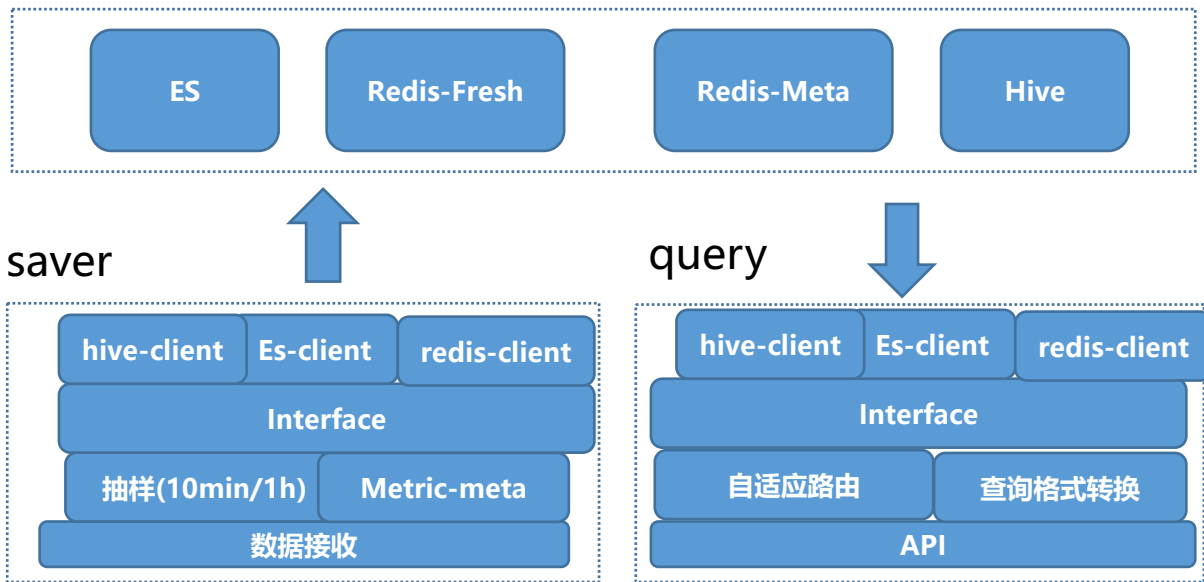 ES
Redis-Fresh
Redis-Meta
Hive
saver
hive-client
Es-client
redis-client
Interface
抽样(10min/1h)
Metric-meta
数据接收
query
hive-client
Es-client
redis-client
Interface
自适应路由
查询格式转换
API